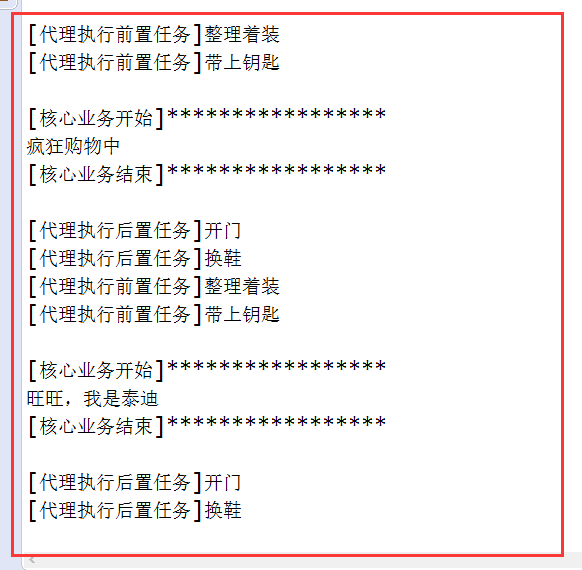 [代理执行前置任务]整理着装
[代理执行前置任务]带上钥匙
[核心业务开始]*****************
疯狂购物中
[核心业务结束]*****************
[代理执行后置任务]开门
[代理执行后置任务]换鞋
[代理执行前置任务]整理着装
[代理执行前置任务]带上钥匙
[核心业务开始]*****************
旺旺，我是泰迪
[核心业务结束]*****************
[代理执行后置任务]开门
[代理执行后置任务]换鞋